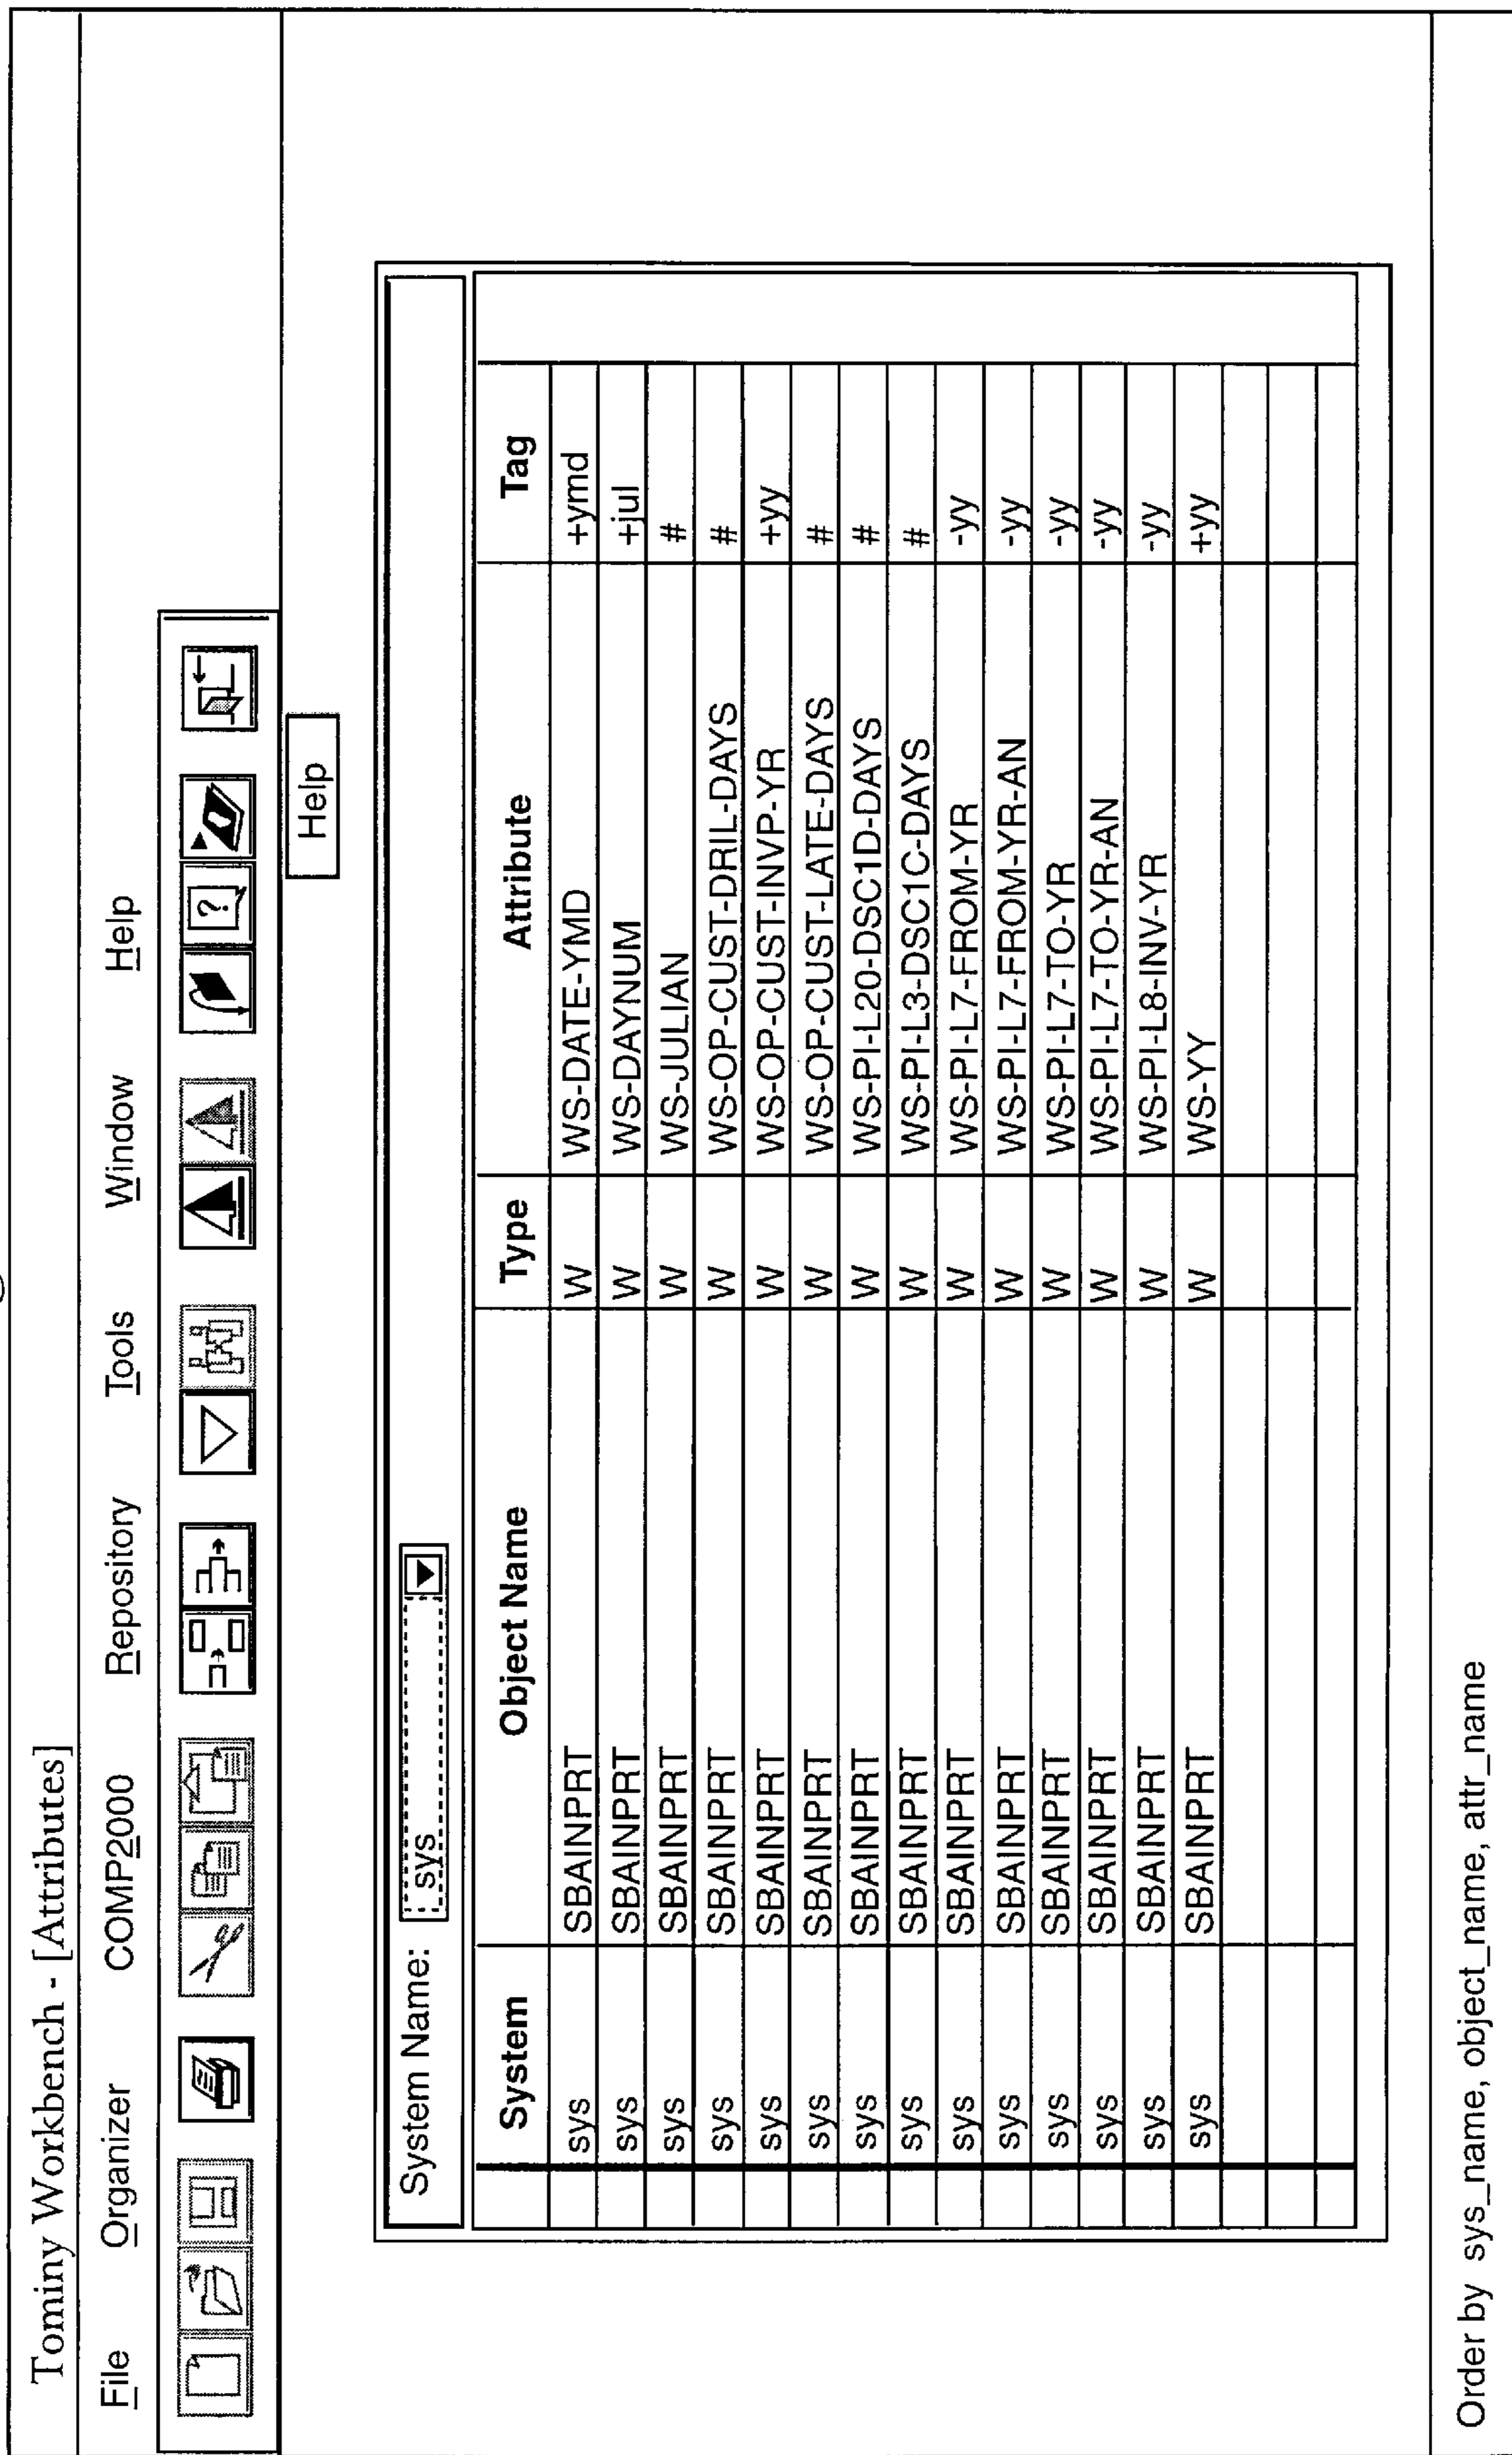 Tominy Workbench - [Attributes]
File Organizer COMP2000 Repository Tools Window Help
?
Help
System Name: sys
System Object Name Type Attribute Tag
sys SBAINPRT W WS-DATE-YMD +ymd
sys SBAINPRT W WS-DAYNUM +jul
sys SBAINPRT W WS-JULIAN #
sys SBAINPRT W WS-OP-CUST-DRIL-DAYS #
sys SBAINPRT W WS-OP-CUST-INVP-YR +yy
sys SBAINPRT W WS-OP-CUST-LATE-DAYS #
sys SBAINPRT W WS-PI-L20-DSC1D-DAYS #
sys SBAINPRT W WS-PI-L3-DSC1C-DAYS #
sys SBAINPRT W WS-PI-L7-FROM-YR -yy
sys SBAINPRT W WS-PI-L7-FROM-YR-AN -yy
sys SBAINPRT W WS-PI-L7-TO-YR -yy
sys SBAINPRT W WS-PI-L7-TO-YR-AN -yy
sys SBAINPRT W WS-PI-L8-INV-YR -yy
sys SBAINPRT W WS-YY +yy
Order by sys_name, object_name, attr_name